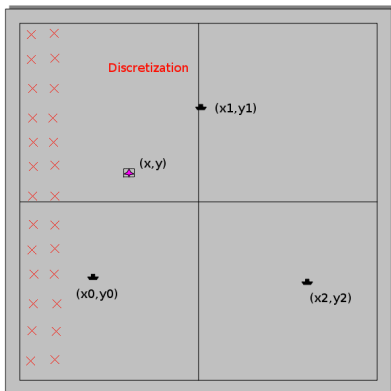 Discretization
(x1,y1)
(x,y)
(x0,y0)
(x2,y2)